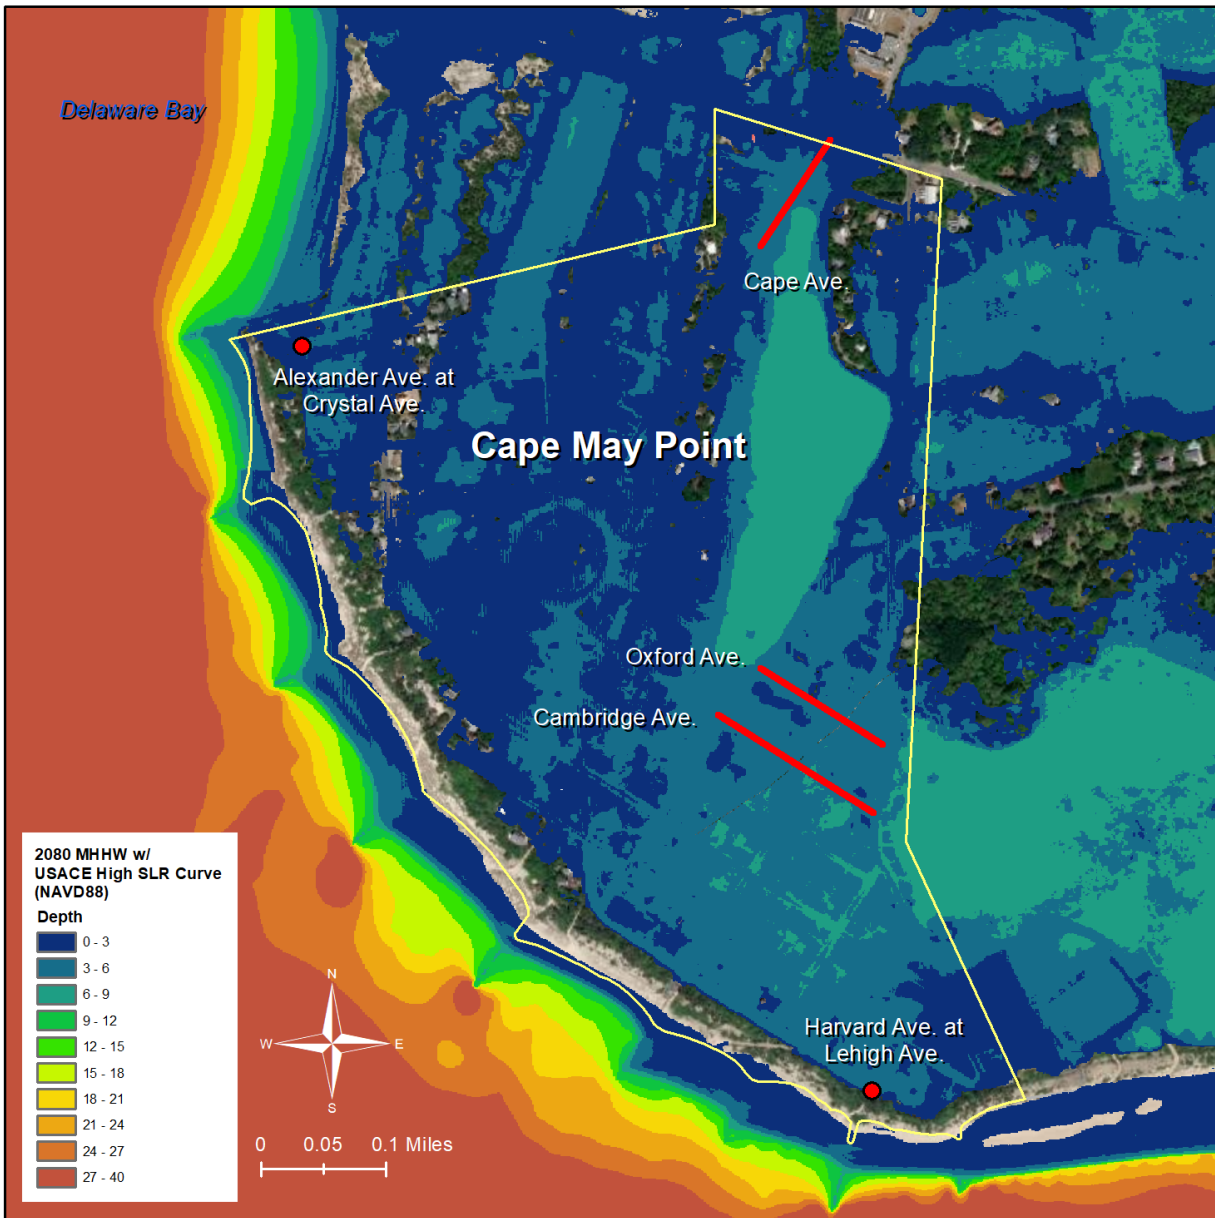 Delaware Bay
Cape Ave.
Alexander Ave. at
Crystal Ave.
Cape May Point
Oxford Ave.
Cambridge Ave.
Harvard Ave. at
Lehigh Ave.
2080 MHHW w/
USACE High SLR Curve
(NAVD88)
Depth
0 - 3
3 - 6
6 - 9
9 - 12
12 - 15
15 - 18
18 - 21
21 - 24
24 - 27
27 - 40
N
W E
S
0 0.05 0.1 Miles